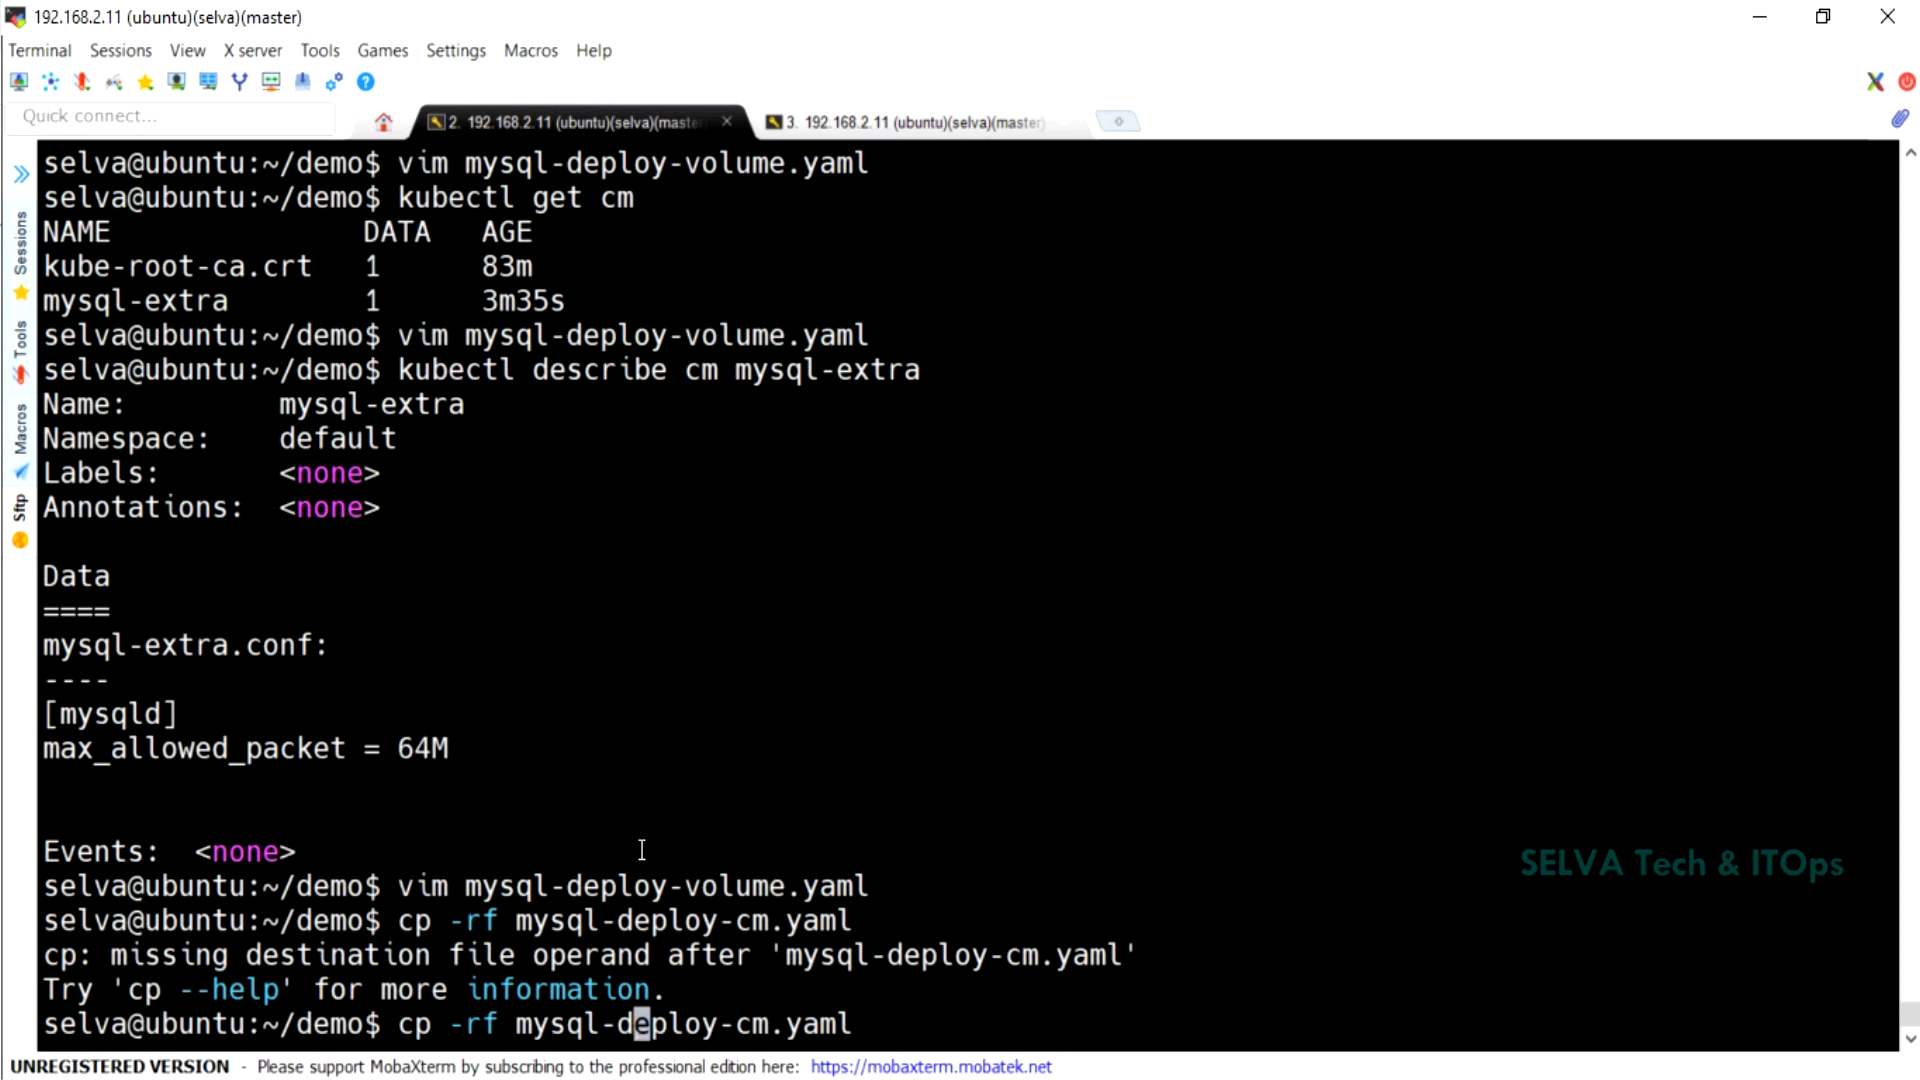 192.168.2.11 (ubuntu)(selva)(master)
Terminal Sessions View X server Tools Games Settings Macros Help
Quick connect...
2. 192.168.2.11 (ubuntu)(selva)(maste
3. 192.168.2.11 (ubuntu)(selva)(master)
Sessions
Tools
Macros
Sftp
selva@ubuntu:~/demo$ vim mysql-deploy-volume.yaml
selva@ubuntu:~/demo$ kubectl get cm
NAME DATA AGE
kube-root-ca.crt 1 83m
mysql-extra 1 3m35s
selva@ubuntu:~/demo$ vim mysql-deploy-volume.yaml
selva@ubuntu:~/demo$ kubectl describe cm mysql-extra
Name: mysql-extra
Namespace: default
Labels: <none>
Annotations: <none>
Data
====
mysql-extra.conf:
----
[mysqld]
max_allowed_packet = 64M
Events: <none>
selva@ubuntu:~/demo$ vim mysql-deploy-volume.yaml
selva@ubuntu:~/demo$ cp -rf mysql-deploy-cm.yaml
cp: missing destination file operand after 'mysql-deploy-cm.yaml'
Try 'cp --help' for more information.
selva@ubuntu:~/demo$ cp -rf mysql-deploy-cm.yaml
SELVA Tech & ITOps
UNREGISTERED VERSION - Please support MobaXterm by subscribing to the professional edition here: https://mobaxterm.mobatek.net